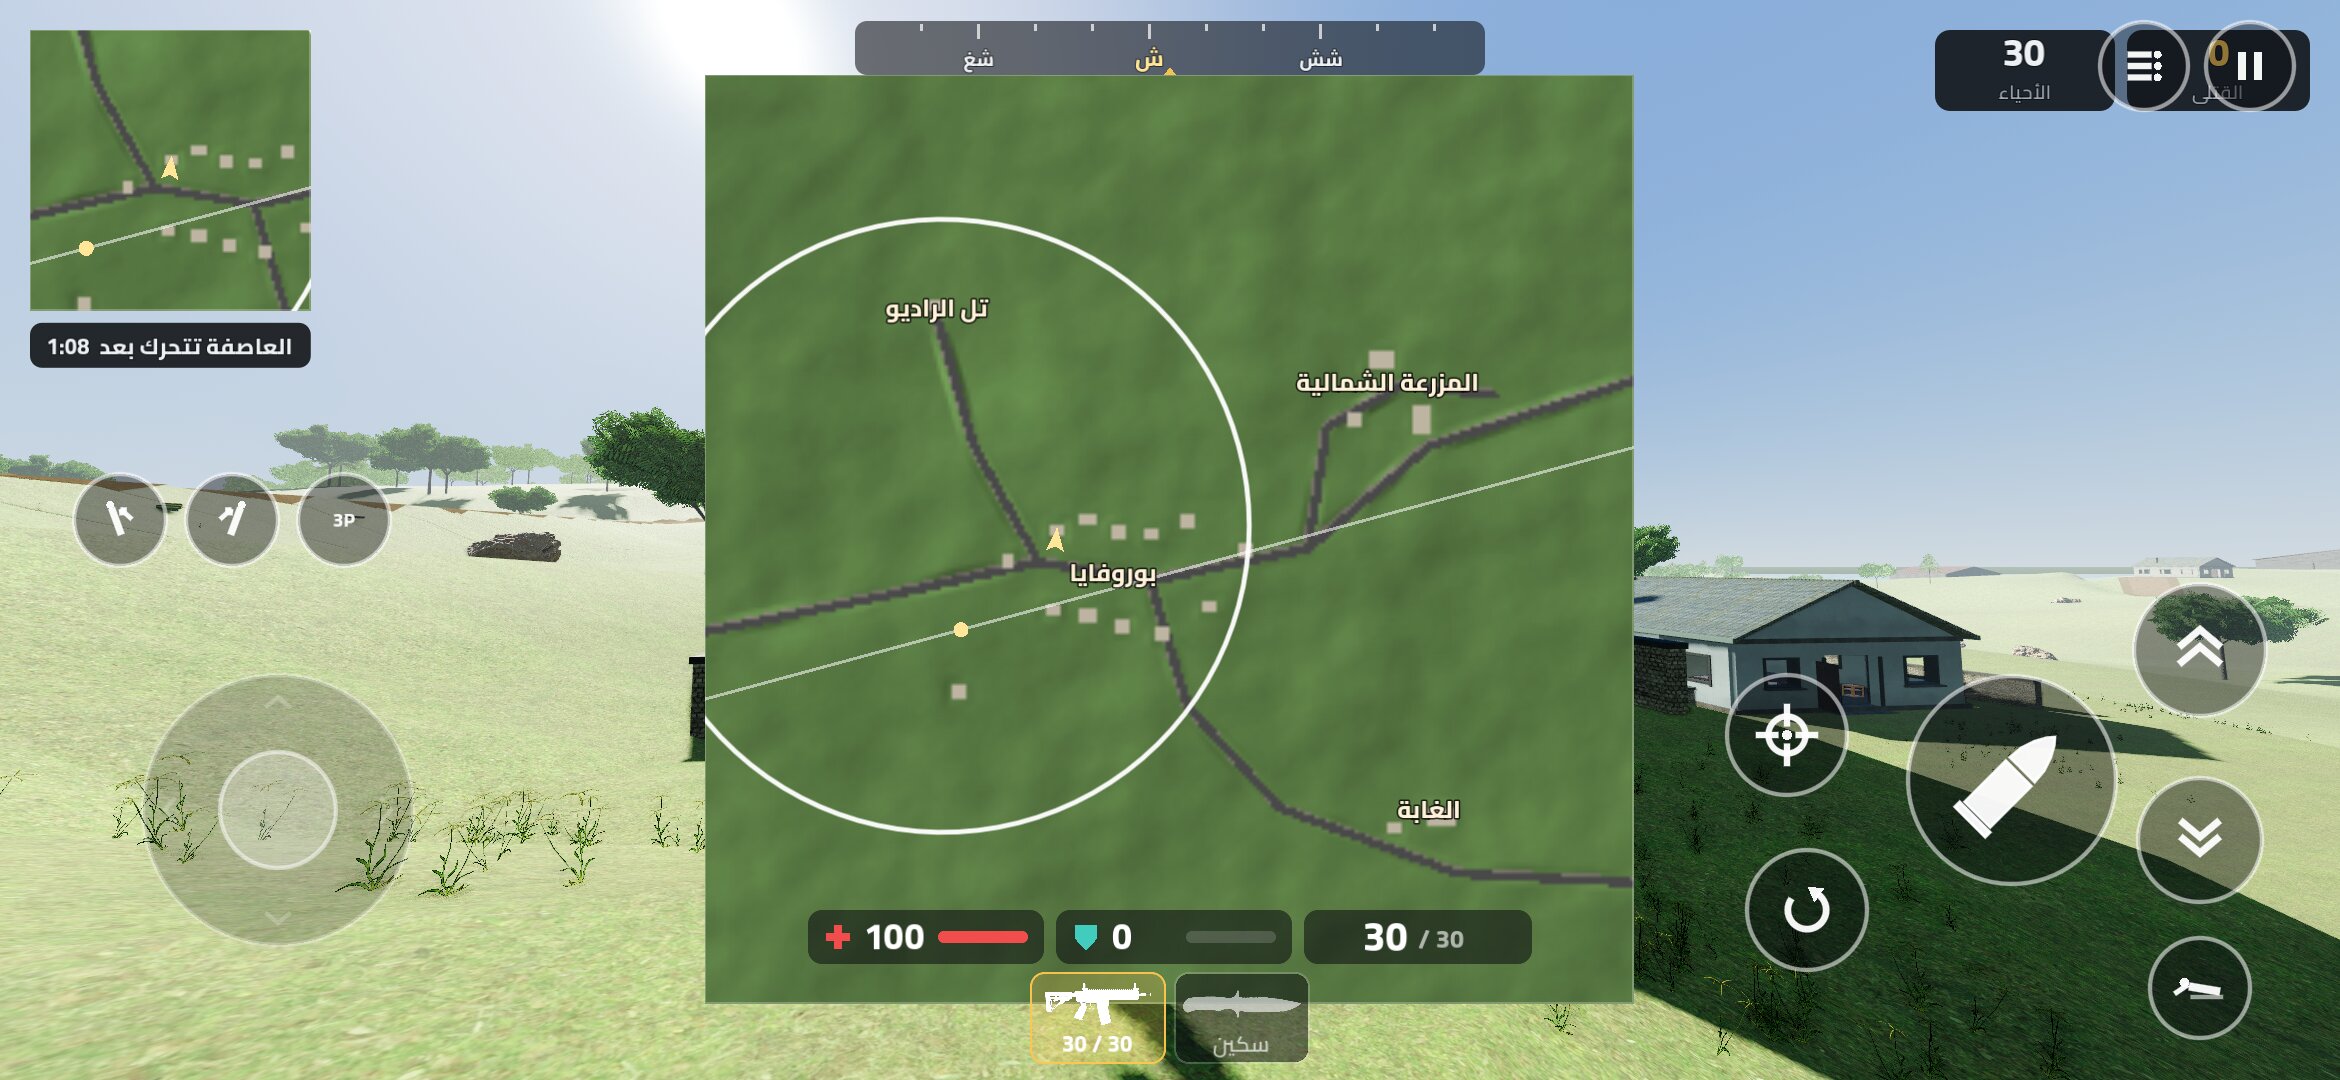 شغ
ش
شش
30
الأحياء
0
القتلى
العاصفة تتحرك بعد 1:08
تل الراديو
المزرعة الشمالية
3P
بوروفايا
الغابة
100
0
30 / 30
30 / 30
سكين